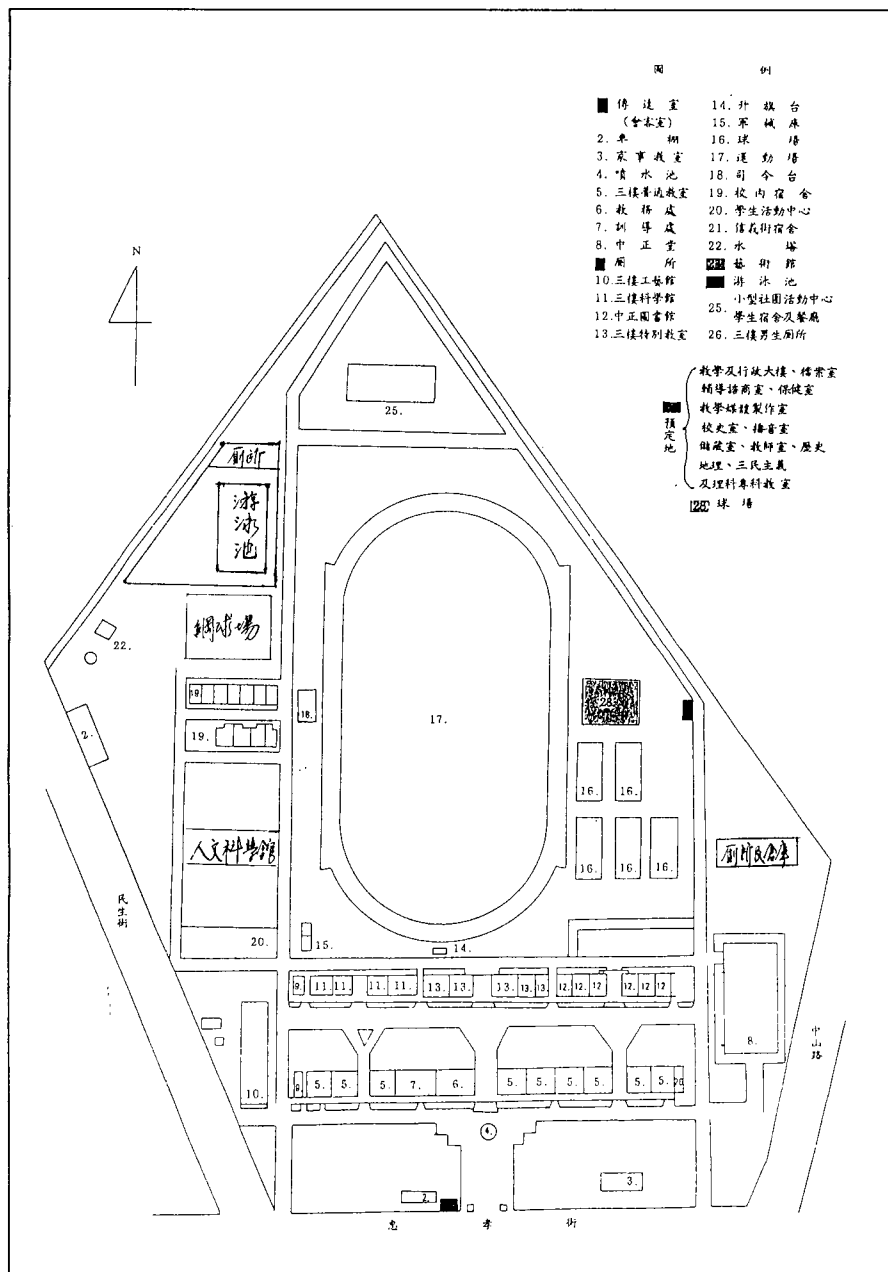 圖 例
傳達室
(會客室)
2. 車棚
3. 家事教室
4. 噴水池
5. 三樓普通教室
6. 教務處
7. 訓導處
8. 中正堂
廁所
10. 三樓工藝館
11. 三樓科學館
12. 中正圖書館
13. 三樓特別教室
14. 升旗台
15. 軍械庫
16. 球場
17. 運動場
18. 司令台
19. 校內宿舍
20. 學生活動中心
21. 信義街宿舍
22. 水塔
藝術館
游泳池
25. 小型社團活動中心
學生宿舍及餐廳
26. 三樓男生廁所
預定地
教學及行政大樓、檔案室
輔導諮商室、保健室
教學媒體製作室
校史室、播音室
儲藏室、教師室、歷史
地理、三民主義
及理科專科教室
28 球場
N
25.
廁所
游泳池
網球場
22.
19.
18.
28
2.
19.
17.
16. 16.
16. 16. 16.
人文科學館
廁所及倉庫
民生街
20.
15.
14.
9. 11. 11. 11. 11. 13. 13. 13. 13. 13. 12. 12. 12 12. 12 12
8.
中山路
10.
9. 5. 5. 5. 7. 6. 5. 5. 5. 5. 5. 5. 26
4.
2.
3.
忠孝街